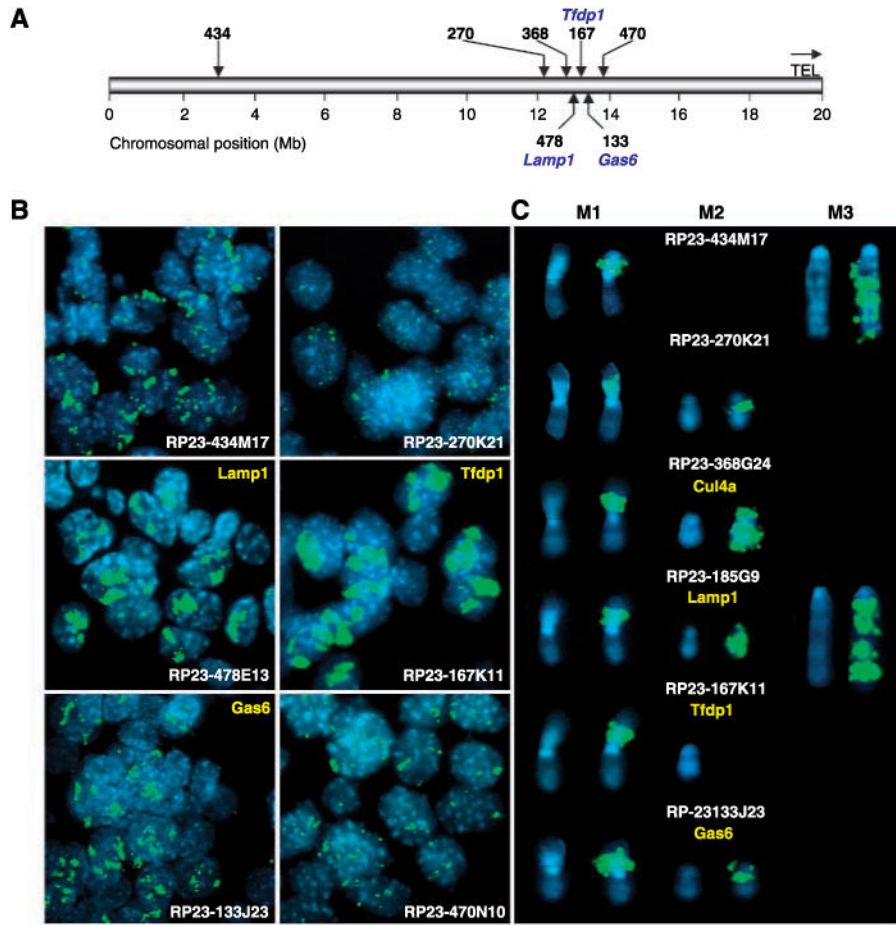 A
Tfdp1
434 270 368 167 470
TEL
0 2 4 6 8 10 12 14 16 18 20
Chromosomal position (Mb)
478 133
Lamp1 Gas6
B
RP23-434M17
RP23-270K21
Lamp1
RP23-478E13
Tfdp1
RP23-167K11
Gas6
RP23-133J23
RP23-470N10
C
M1 M2 M3
RP23-434M17
RP23-270K21
RP23-368G24
Cul4a
RP23-185G9
Lamp1
RP23-167K11
Tfdp1
RP-23133J23
Gas6